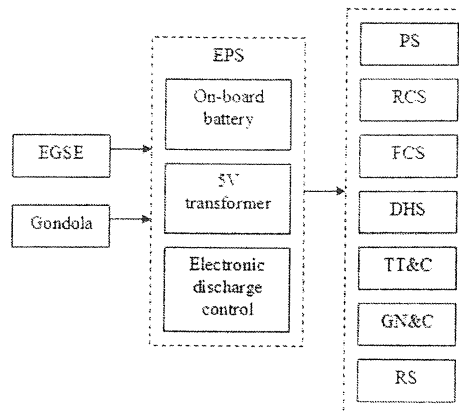 EGSE
Gondola
EPS
On-board
battery
5V
transformer
Electronic
discharge
control
PS
RCS
FCS
DHS
TT&C
GN&C
RS